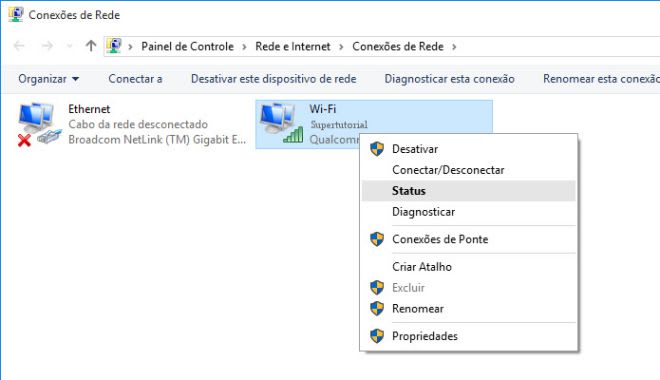 Conexões de Rede
Painel de Controle > Rede e Internet > Conexões de Rede >
Organizar Conectar a Desativar este dispositivo de rede Diagnosticar esta conexão Renomear esta conexão
Ethernet
Cabo da rede desconectado
Broadcom NetLink (TM) Gigabit E...
Wi-Fi
Supertutorial
Qualcomm
Desativar
Conectar/Desconectar
Status
Diagnosticar
Conexões de Ponte
Criar Atalho
Excluir
Renomear
Propriedades